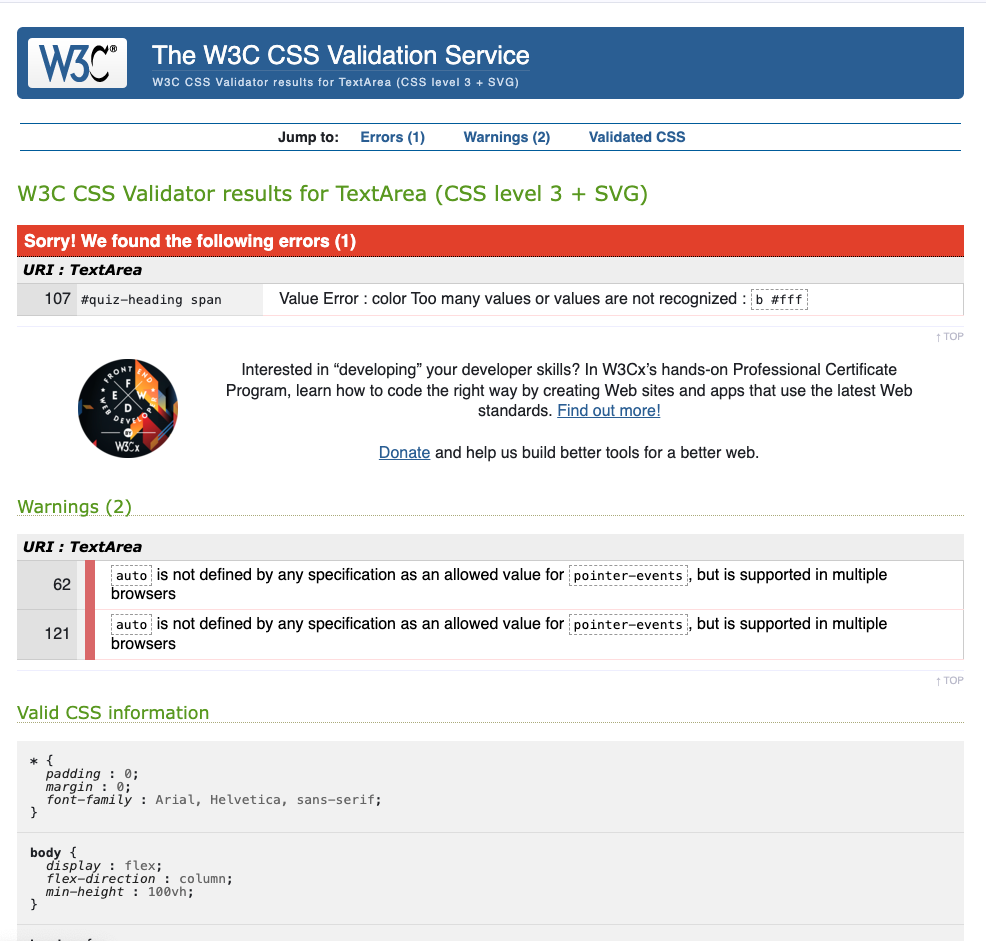 W3C®
The W3C CSS Validation Service
W3C CSS Validator results for TextArea (CSS level 3 + SVG)
Jump to: Errors (1) Warnings (2) Validated CSS
W3C CSS Validator results for TextArea (CSS level 3 + SVG)
Sorry! We found the following errors (1)
URI : TextArea
107 #quiz-heading span Value Error : color Too many values or values are not recognized : b #fff
↑ TOP
FRONT END
F E W D
WEB DEVELOPER
BY
W3Cx
Interested in “developing” your developer skills? In W3Cx’s hands-on Professional Certificate
Program, learn how to code the right way by creating Web sites and apps that use the latest Web
standards. Find out more!
Donate and help us build better tools for a better web.
Warnings (2)
URI : TextArea
62 auto is not defined by any specification as an allowed value for pointer-events, but is supported in multiple
browsers
121 auto is not defined by any specification as an allowed value for pointer-events, but is supported in multiple
browsers
↑ TOP
Valid CSS information
* {
padding : 0;
margin : 0;
font-family : Arial, Helvetica, sans-serif;
}
body {
display : flex;
flex-direction : column;
min-height : 100vh;
}